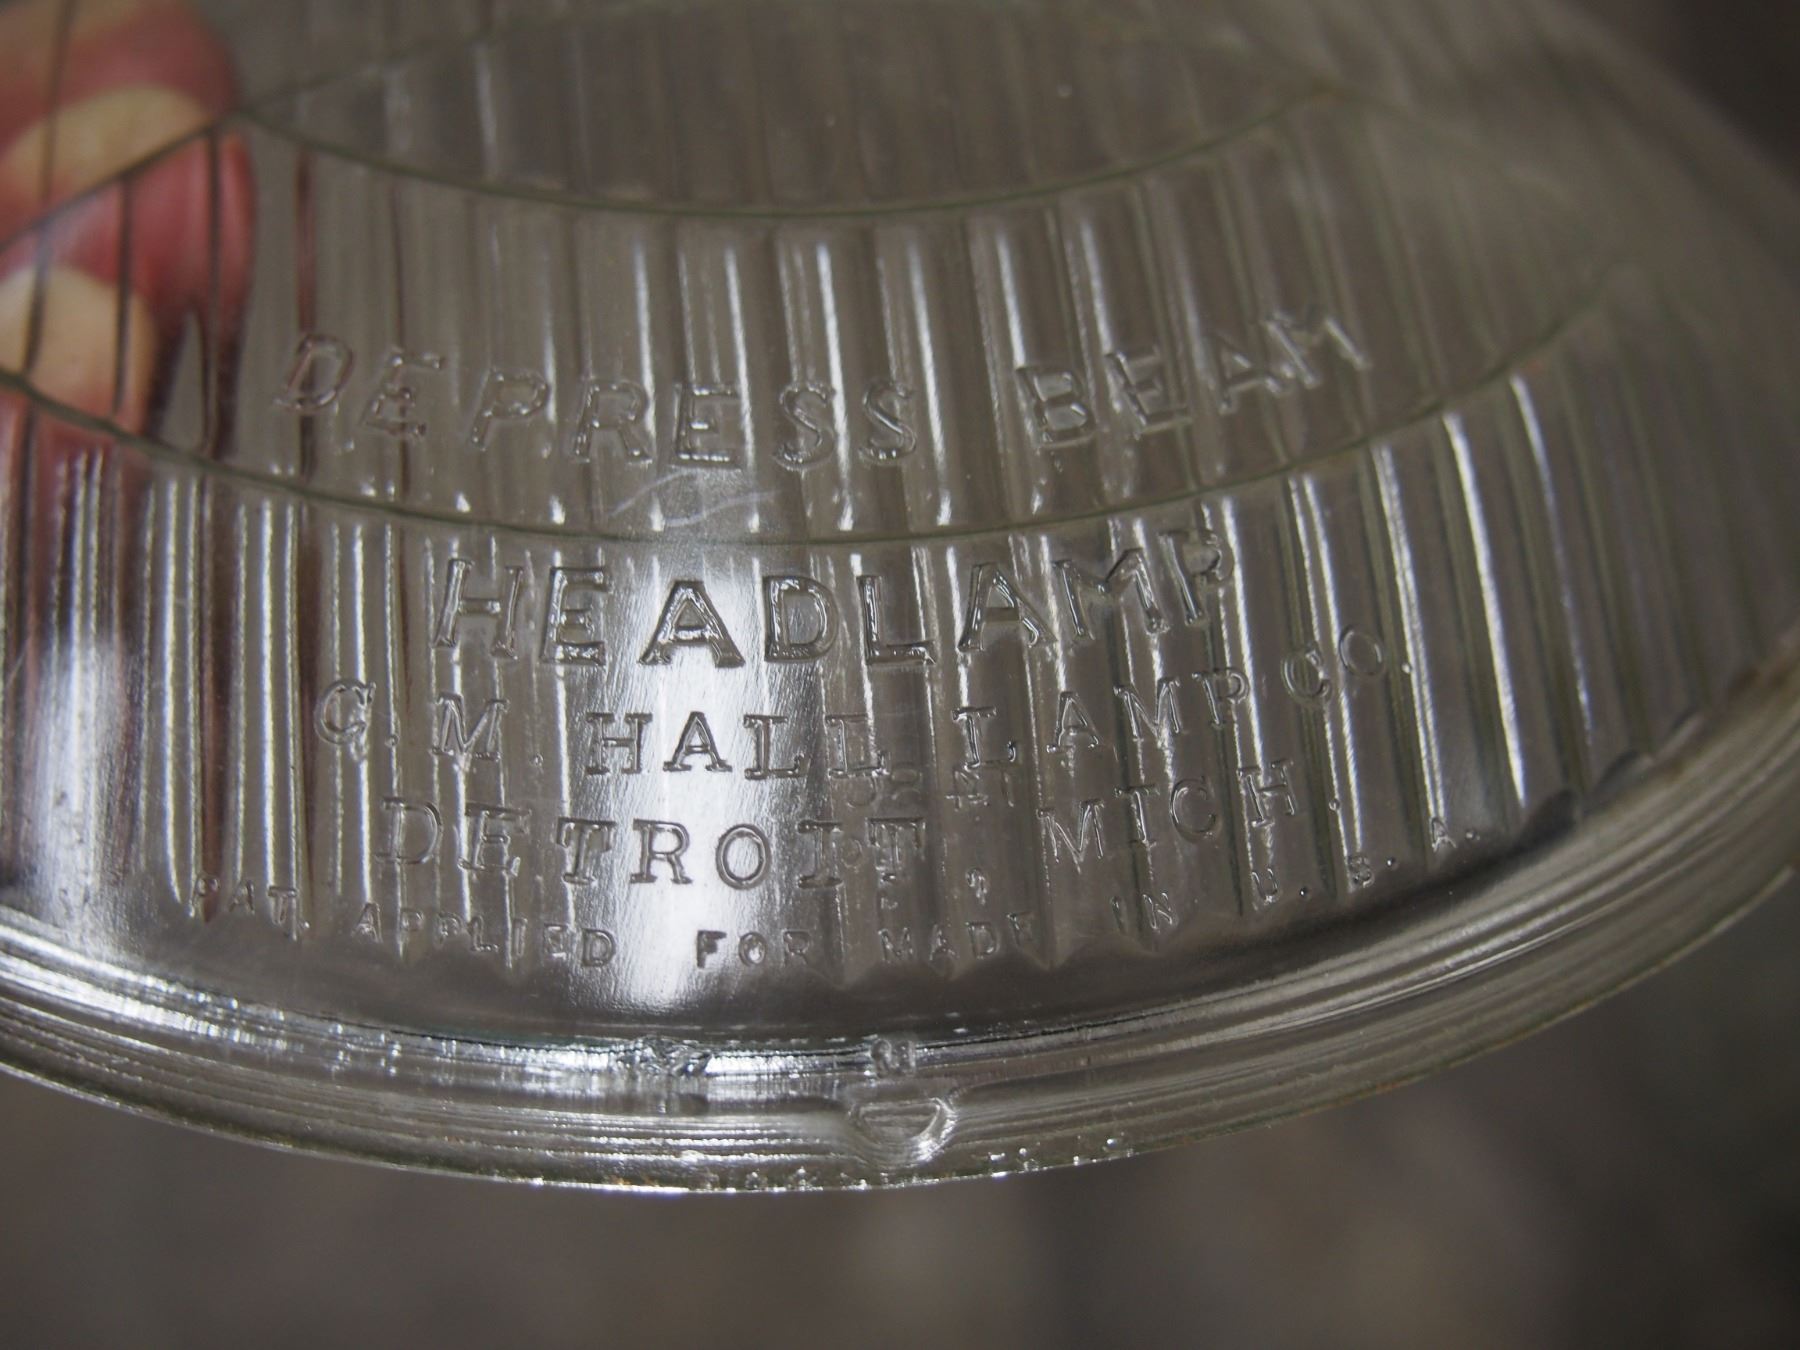 DEPRESS BEAM
HEADLAMP
C. M. HALL LAMP CO.
DETROIT, MICH.
PAT. APPLIED FOR MADE IN U.S.A.